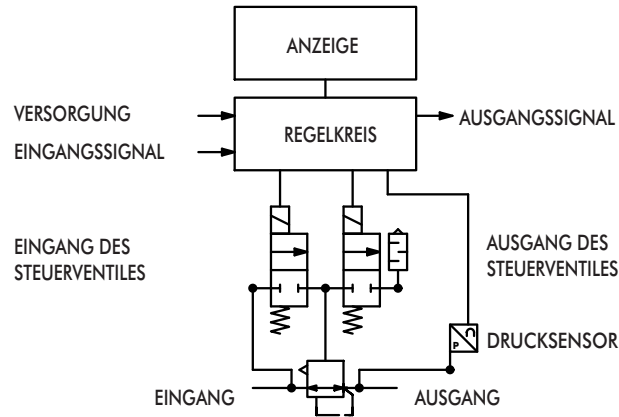 ANZEIGE
VERSORGUNG
REGELKREIS
AUSGANGSSIGNAL
EINGANGSSIGNAL
EINGANG DES
STEUERVENTILES
AUSGANG DES
STEUERVENTILES
P
DRUCKSENSOR
EINGANG
AUSGANG